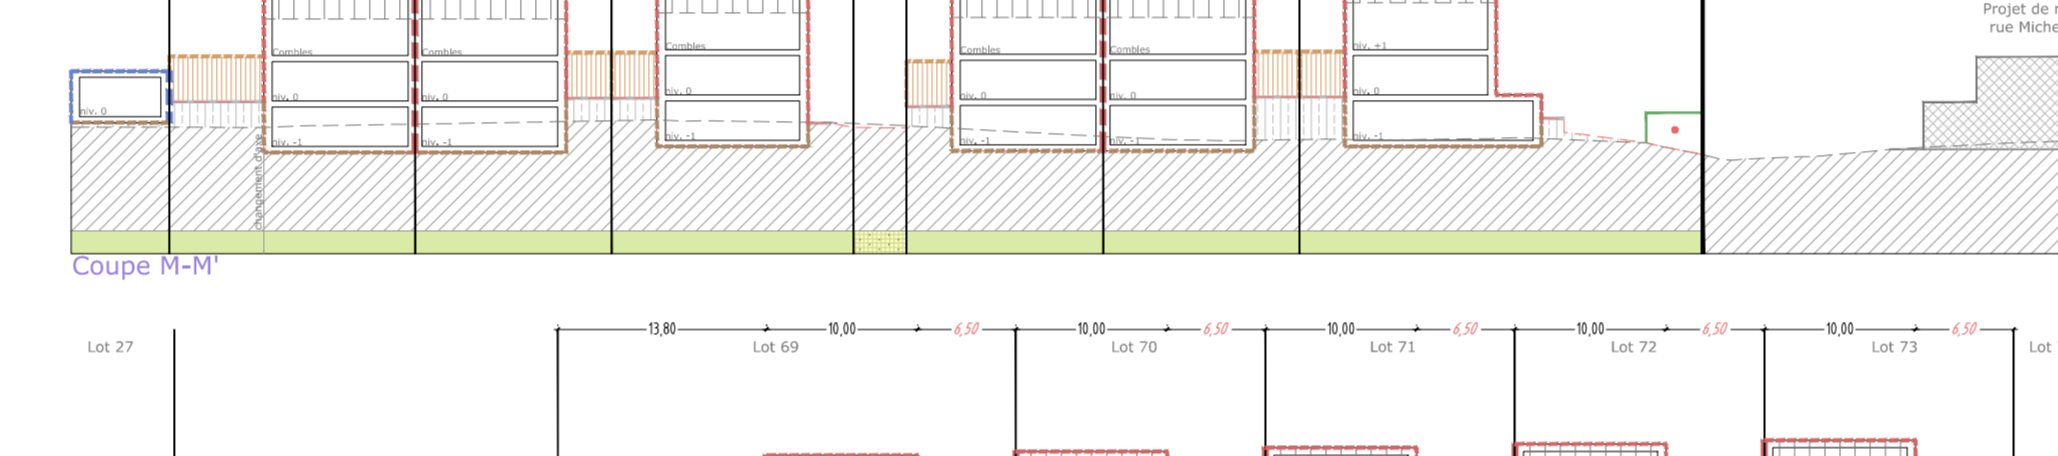 Projet de
rue Miche
Combles
Combles
Combles
Combles
Combles
niv. +1
niv. 0
niv. 0
niv. 0
niv. 0
niv. 0
niv. 0
niv. 0
niv. -1
niv. -1
niv. -1
niv. -1
niv. -1
niv. -1
changement d'axe
Coupe M-M'
13,80 10,00 6,50 10,00 6,50 10,00 6,50 10,00 6,50 10,00 6,50
Lot 27 Lot 69 Lot 70 Lot 71 Lot 72 Lot 73 Lot